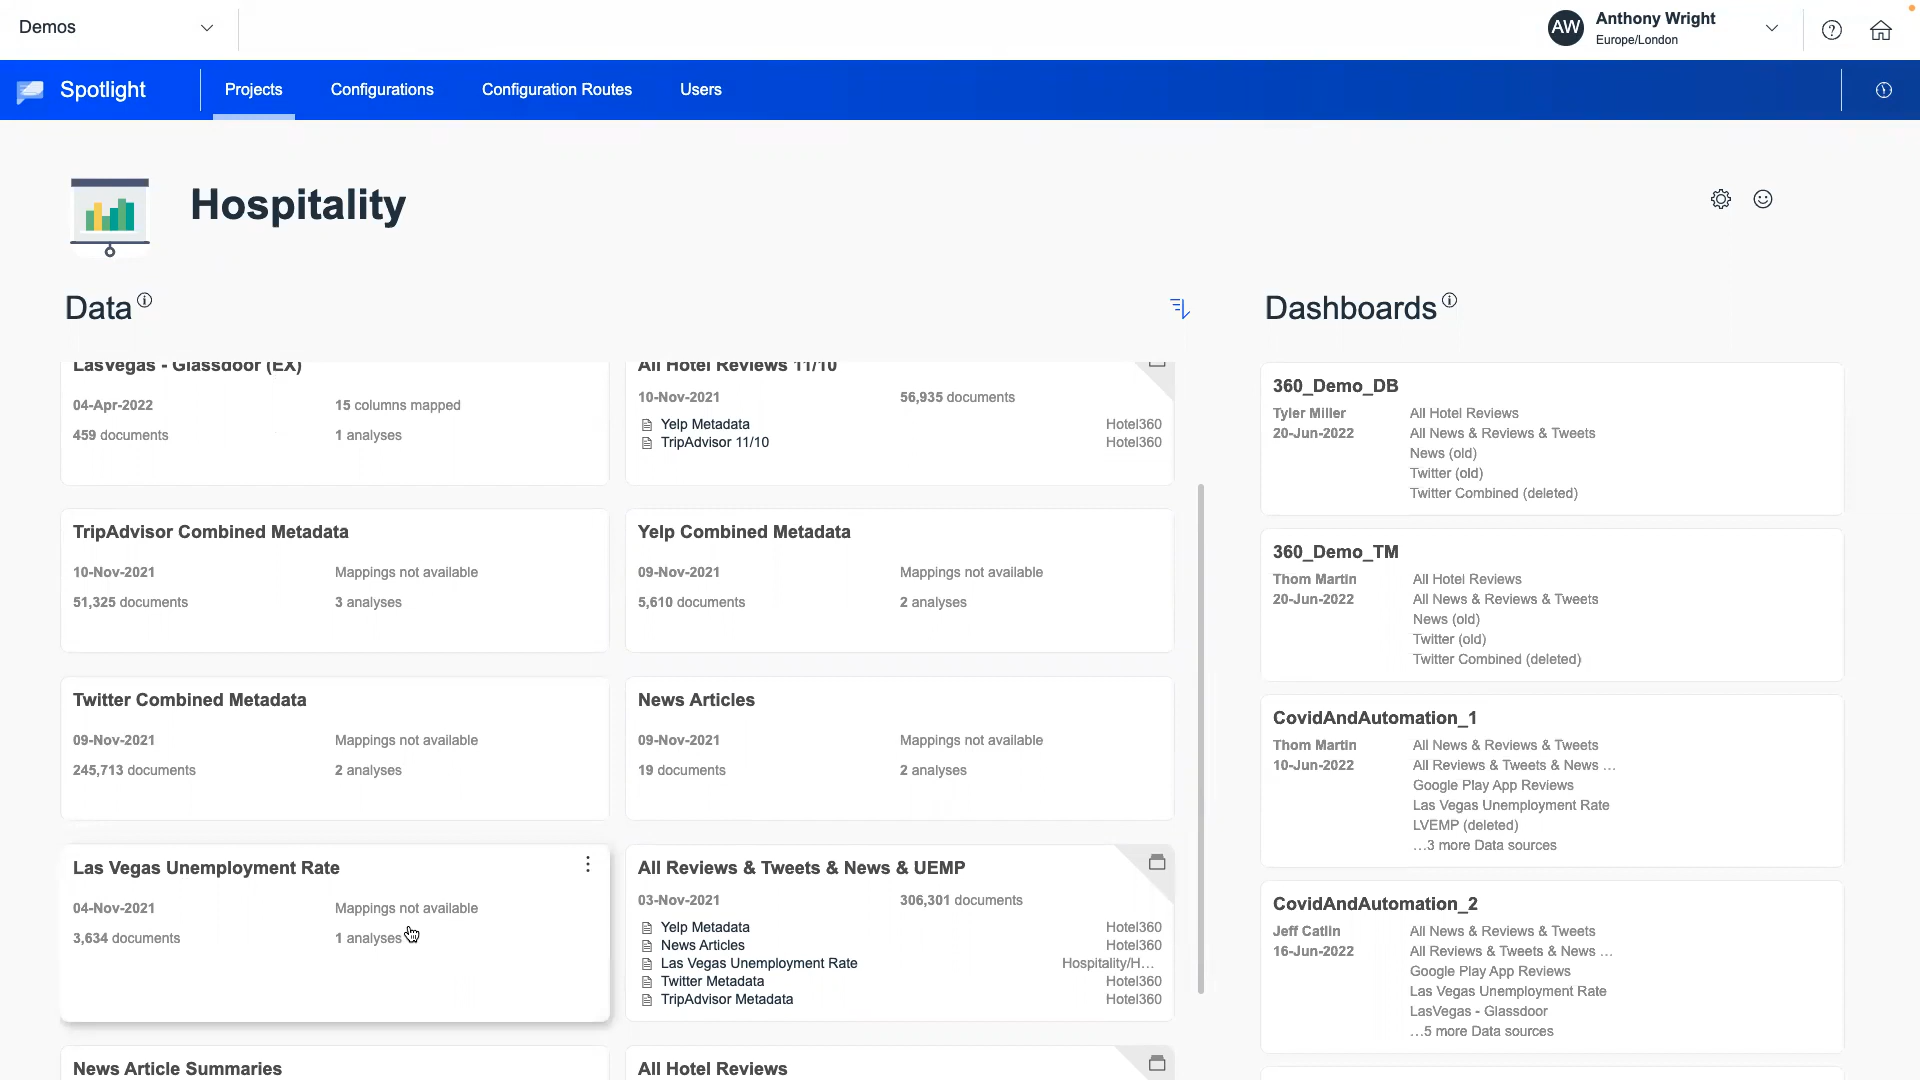 Demos
AW
Anthony Wright
Europe/London
Spotlight
Projects
Configurations
Configuration Routes
Users
Hospitality
Data
LasVegas - Glassdoor (EX)
04-Apr-2022
15 columns mapped
459 documents
1 analyses
All Hotel Reviews 11/10
10-Nov-2021
56,935 documents
Yelp Metadata
Hotel360
TripAdvisor 11/10
Hotel360
TripAdvisor Combined Metadata
10-Nov-2021
Mappings not available
51,325 documents
3 analyses
Yelp Combined Metadata
09-Nov-2021
Mappings not available
5,610 documents
2 analyses
Twitter Combined Metadata
09-Nov-2021
Mappings not available
245,713 documents
2 analyses
News Articles
09-Nov-2021
Mappings not available
19 documents
2 analyses
Las Vegas Unemployment Rate
04-Nov-2021
Mappings not available
3,634 documents
1 analyses
All Reviews & Tweets & News & UEMP
03-Nov-2021
306,301 documents
Yelp Metadata
Hotel360
News Articles
Hotel360
Las Vegas Unemployment Rate
Hospitality/H...
Twitter Metadata
Hotel360
TripAdvisor Metadata
Hotel360
News Article Summaries
All Hotel Reviews
Dashboards
360_Demo_DB
Tyler Miller
All Hotel Reviews
20-Jun-2022
All News & Reviews & Tweets
News (old)
Twitter (old)
Twitter Combined (deleted)
360_Demo_TM
Thom Martin
All Hotel Reviews
20-Jun-2022
All News & Reviews & Tweets
News (old)
Twitter (old)
Twitter Combined (deleted)
CovidAndAutomation_1
Thom Martin
All News & Reviews & Tweets
10-Jun-2022
All Reviews & Tweets & News ...
Google Play App Reviews
Las Vegas Unemployment Rate
LVEMP (deleted)
...3 more Data sources
CovidAndAutomation_2
Jeff Catlin
All News & Reviews & Tweets
16-Jun-2022
All Reviews & Tweets & News ...
Google Play App Reviews
Las Vegas Unemployment Rate
LasVegas - Glassdoor
...5 more Data sources